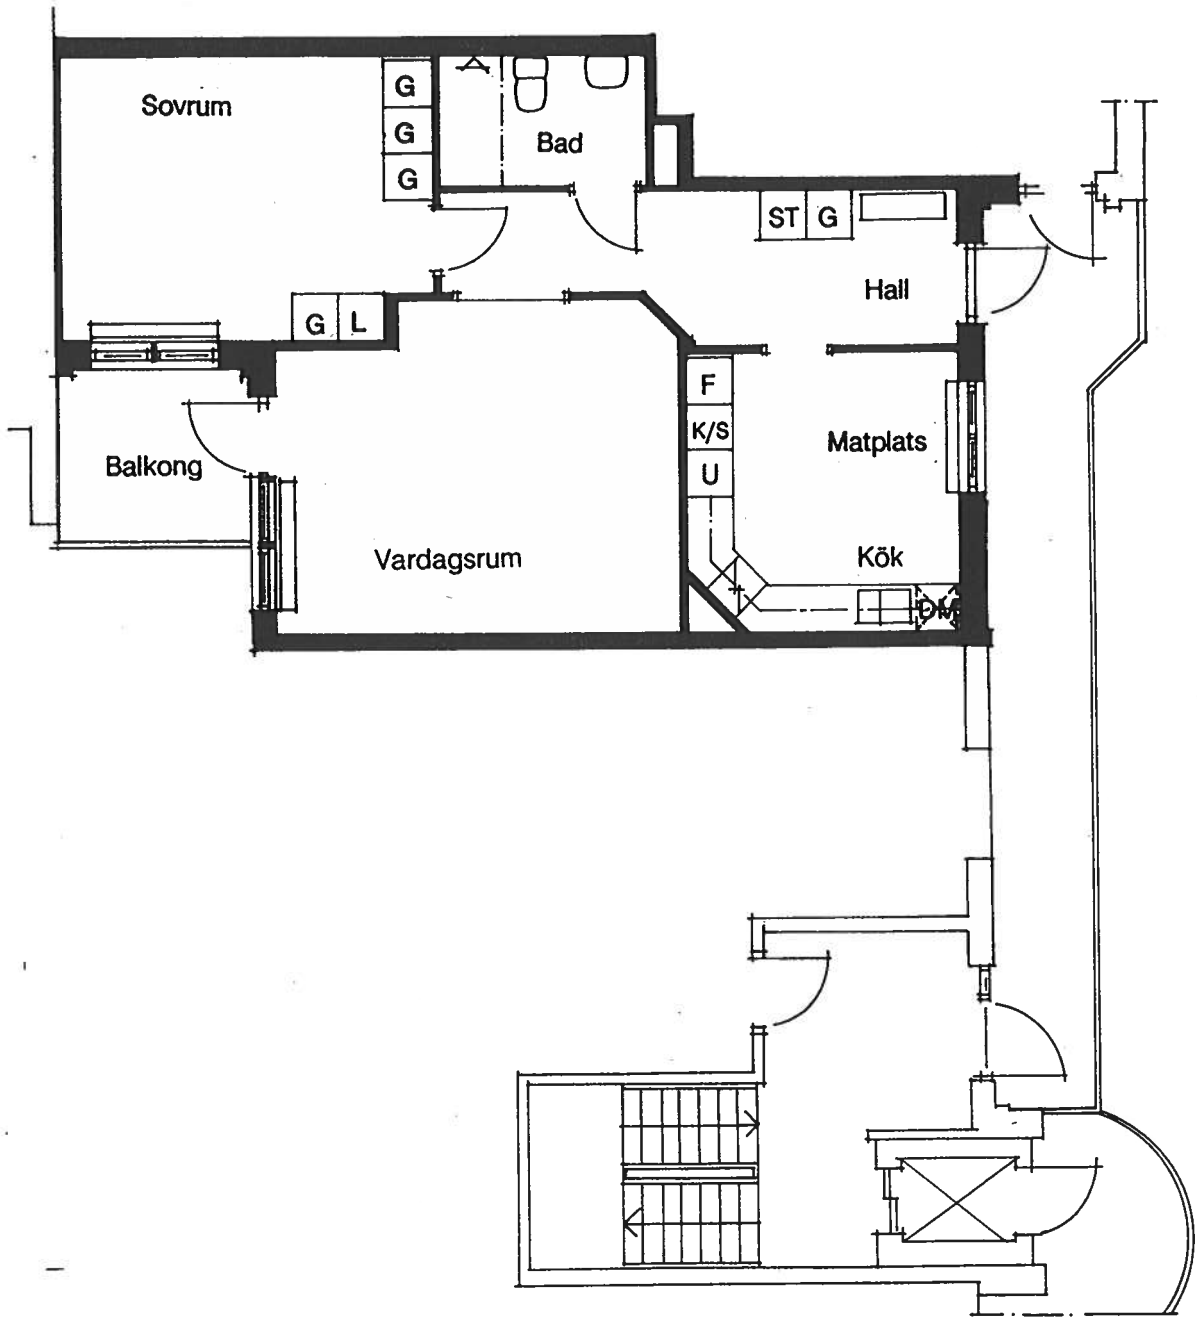 Sovrum
G
G
G
Bad
ST
G
Hall
G
L
F
K/S
U
Matplats
Balkong
Vardagsrum
Kök
DM